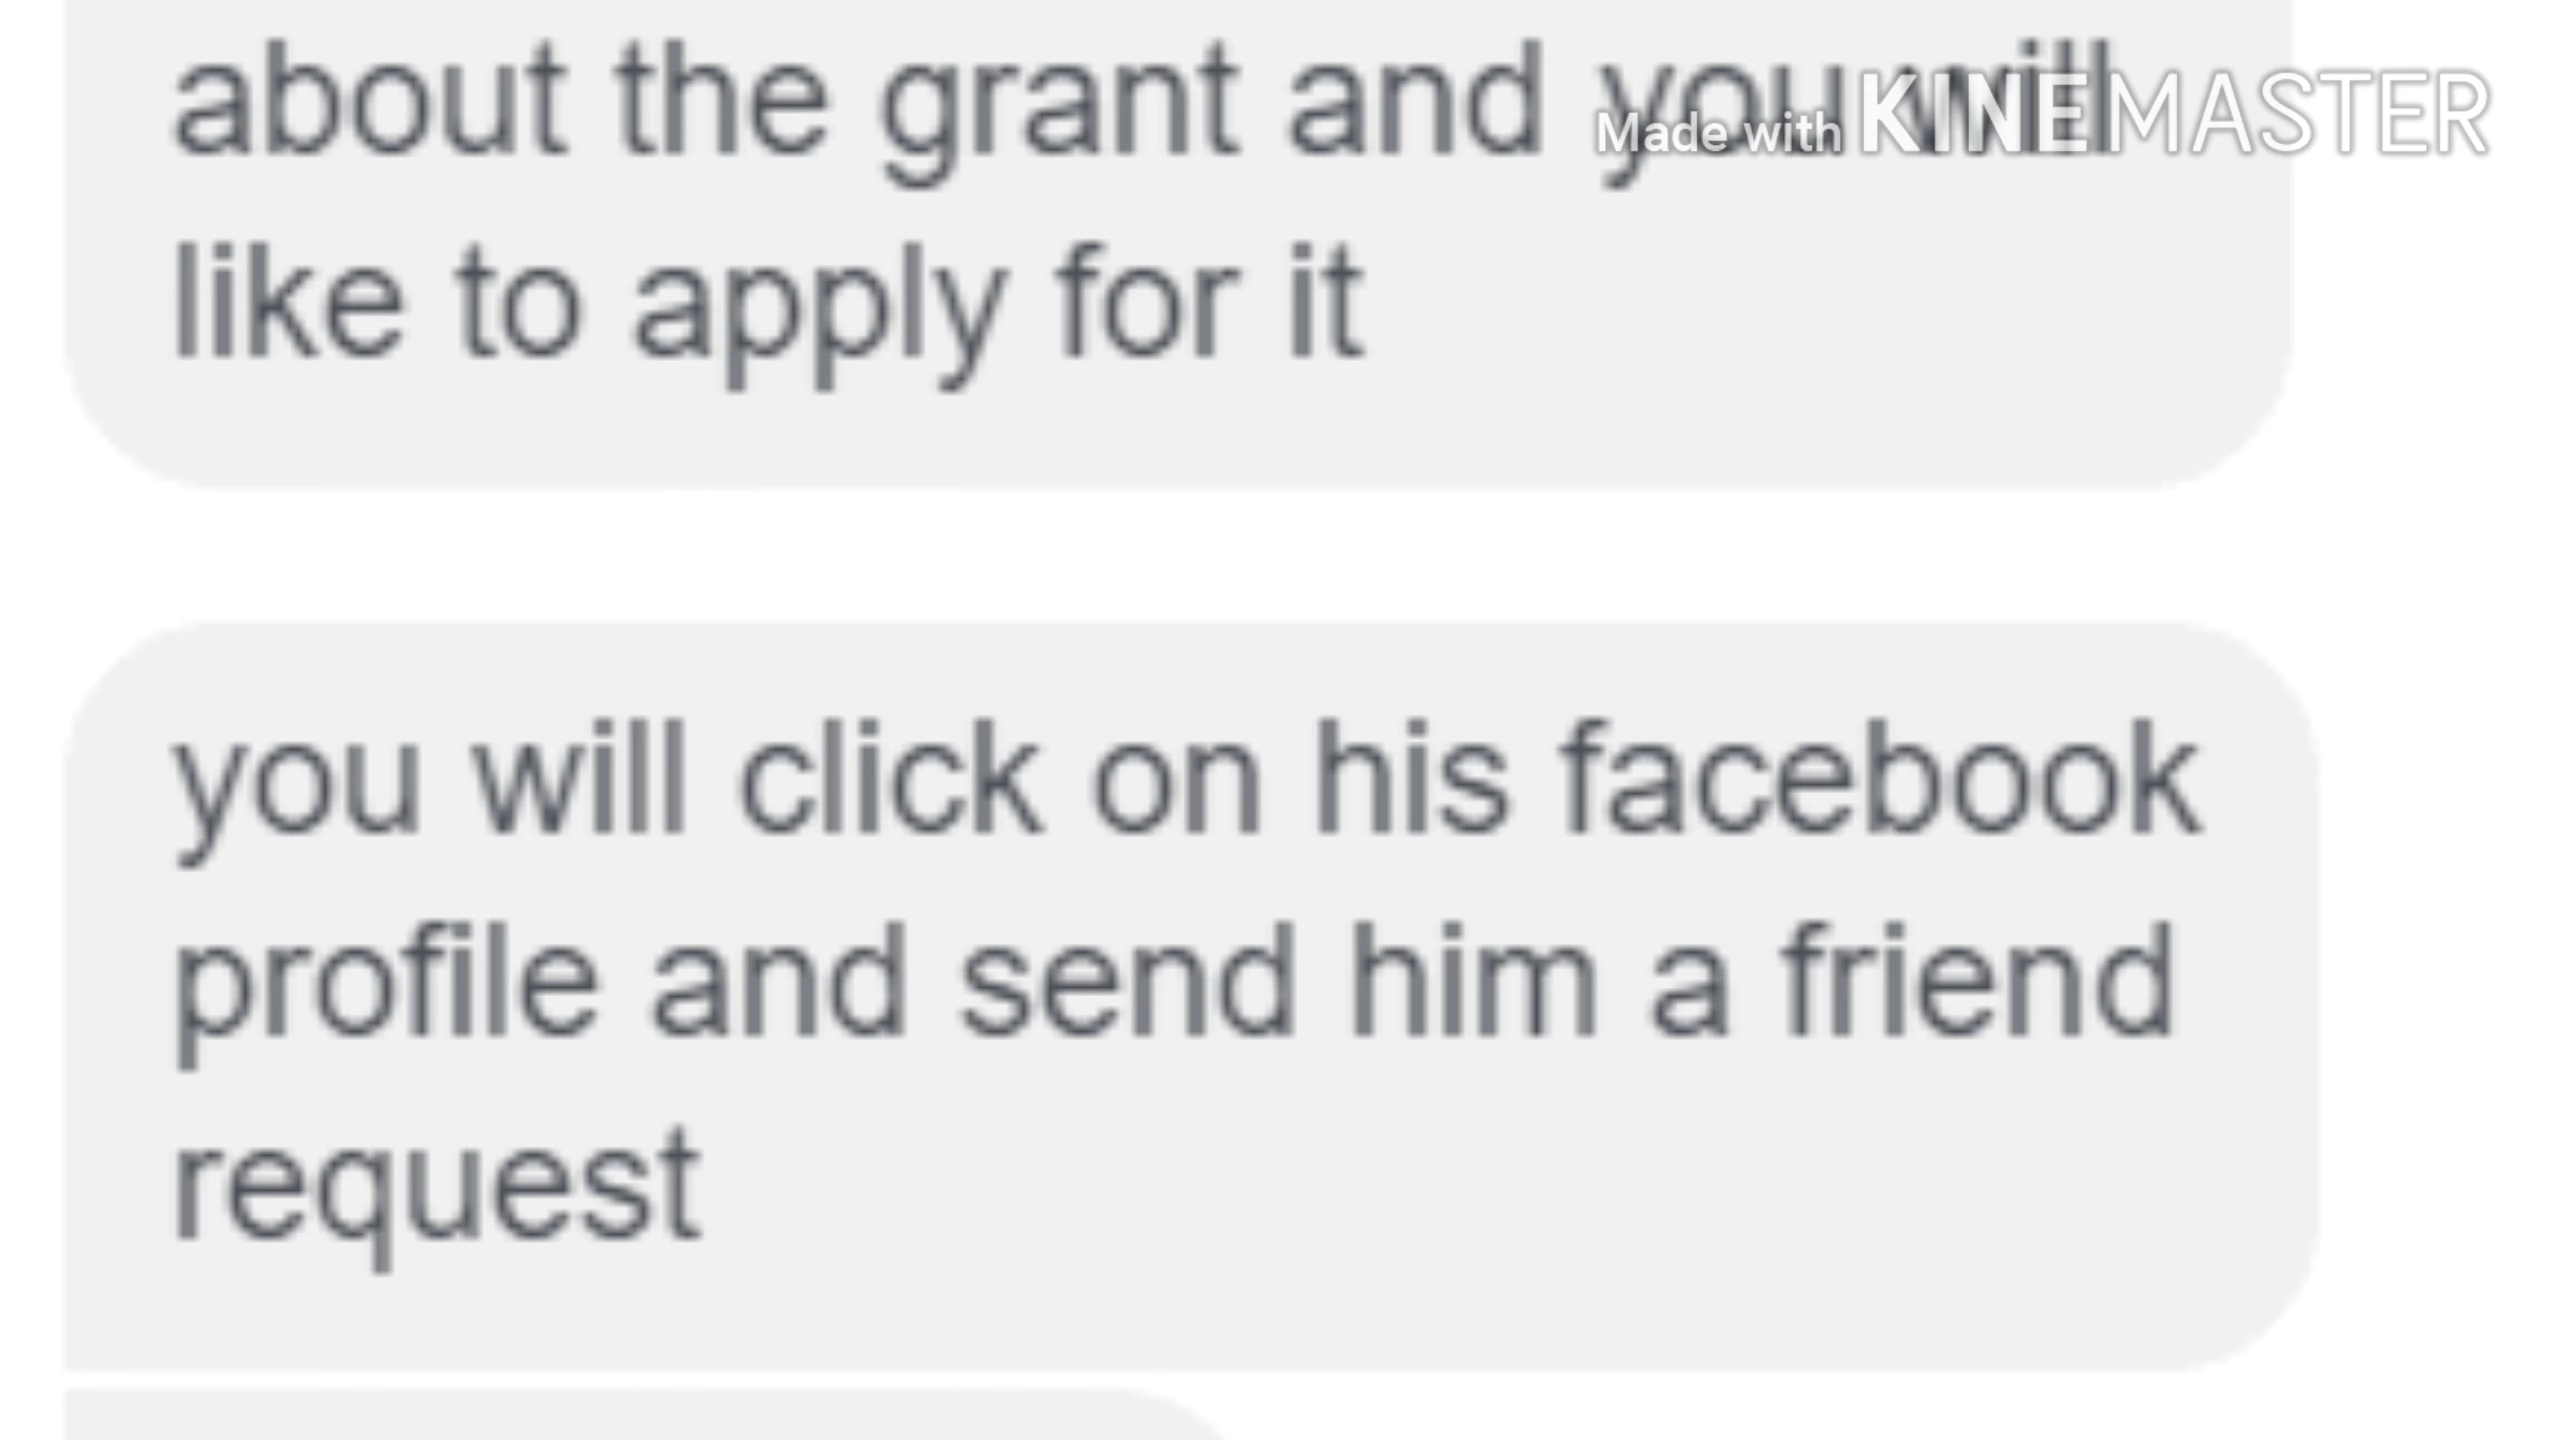 about the grant and you will
Made with KINEMASTER
like to apply for it
you will click on his facebook
profile and send him a friend
request